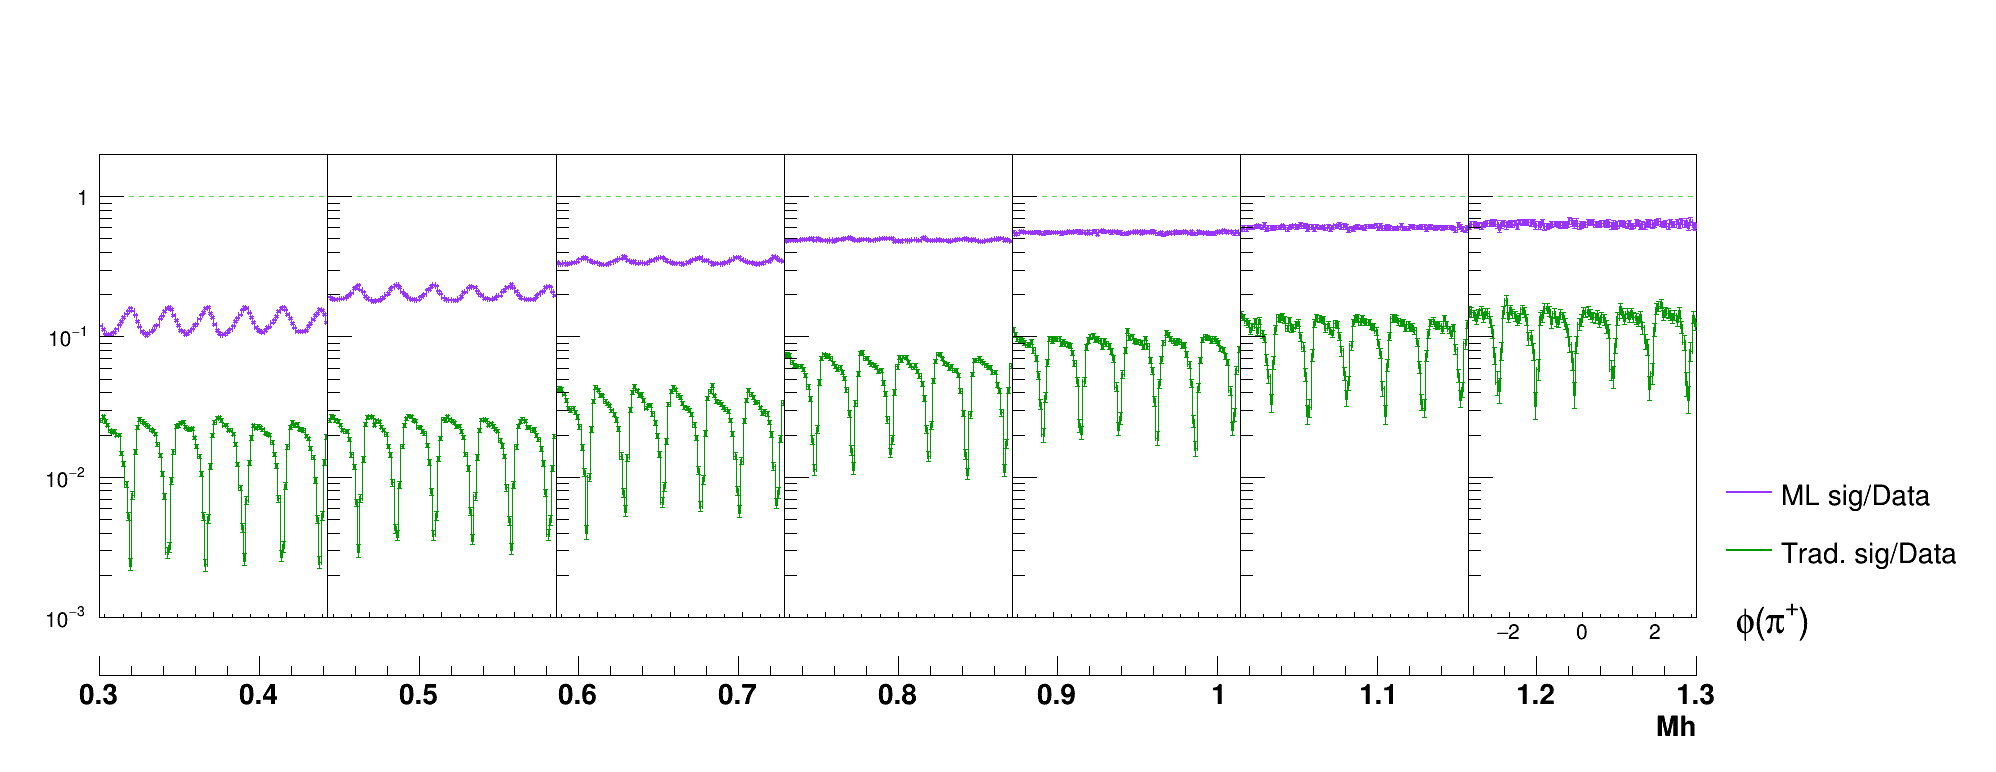 1
10⁻¹
10⁻²
10⁻³
ML sig/Data
Trad. sig/Data
−2 0 2
ϕ(π⁺)
0.3 0.4 0.5 0.6 0.7 0.8 0.9 1 1.1 1.2 1.3
Mh